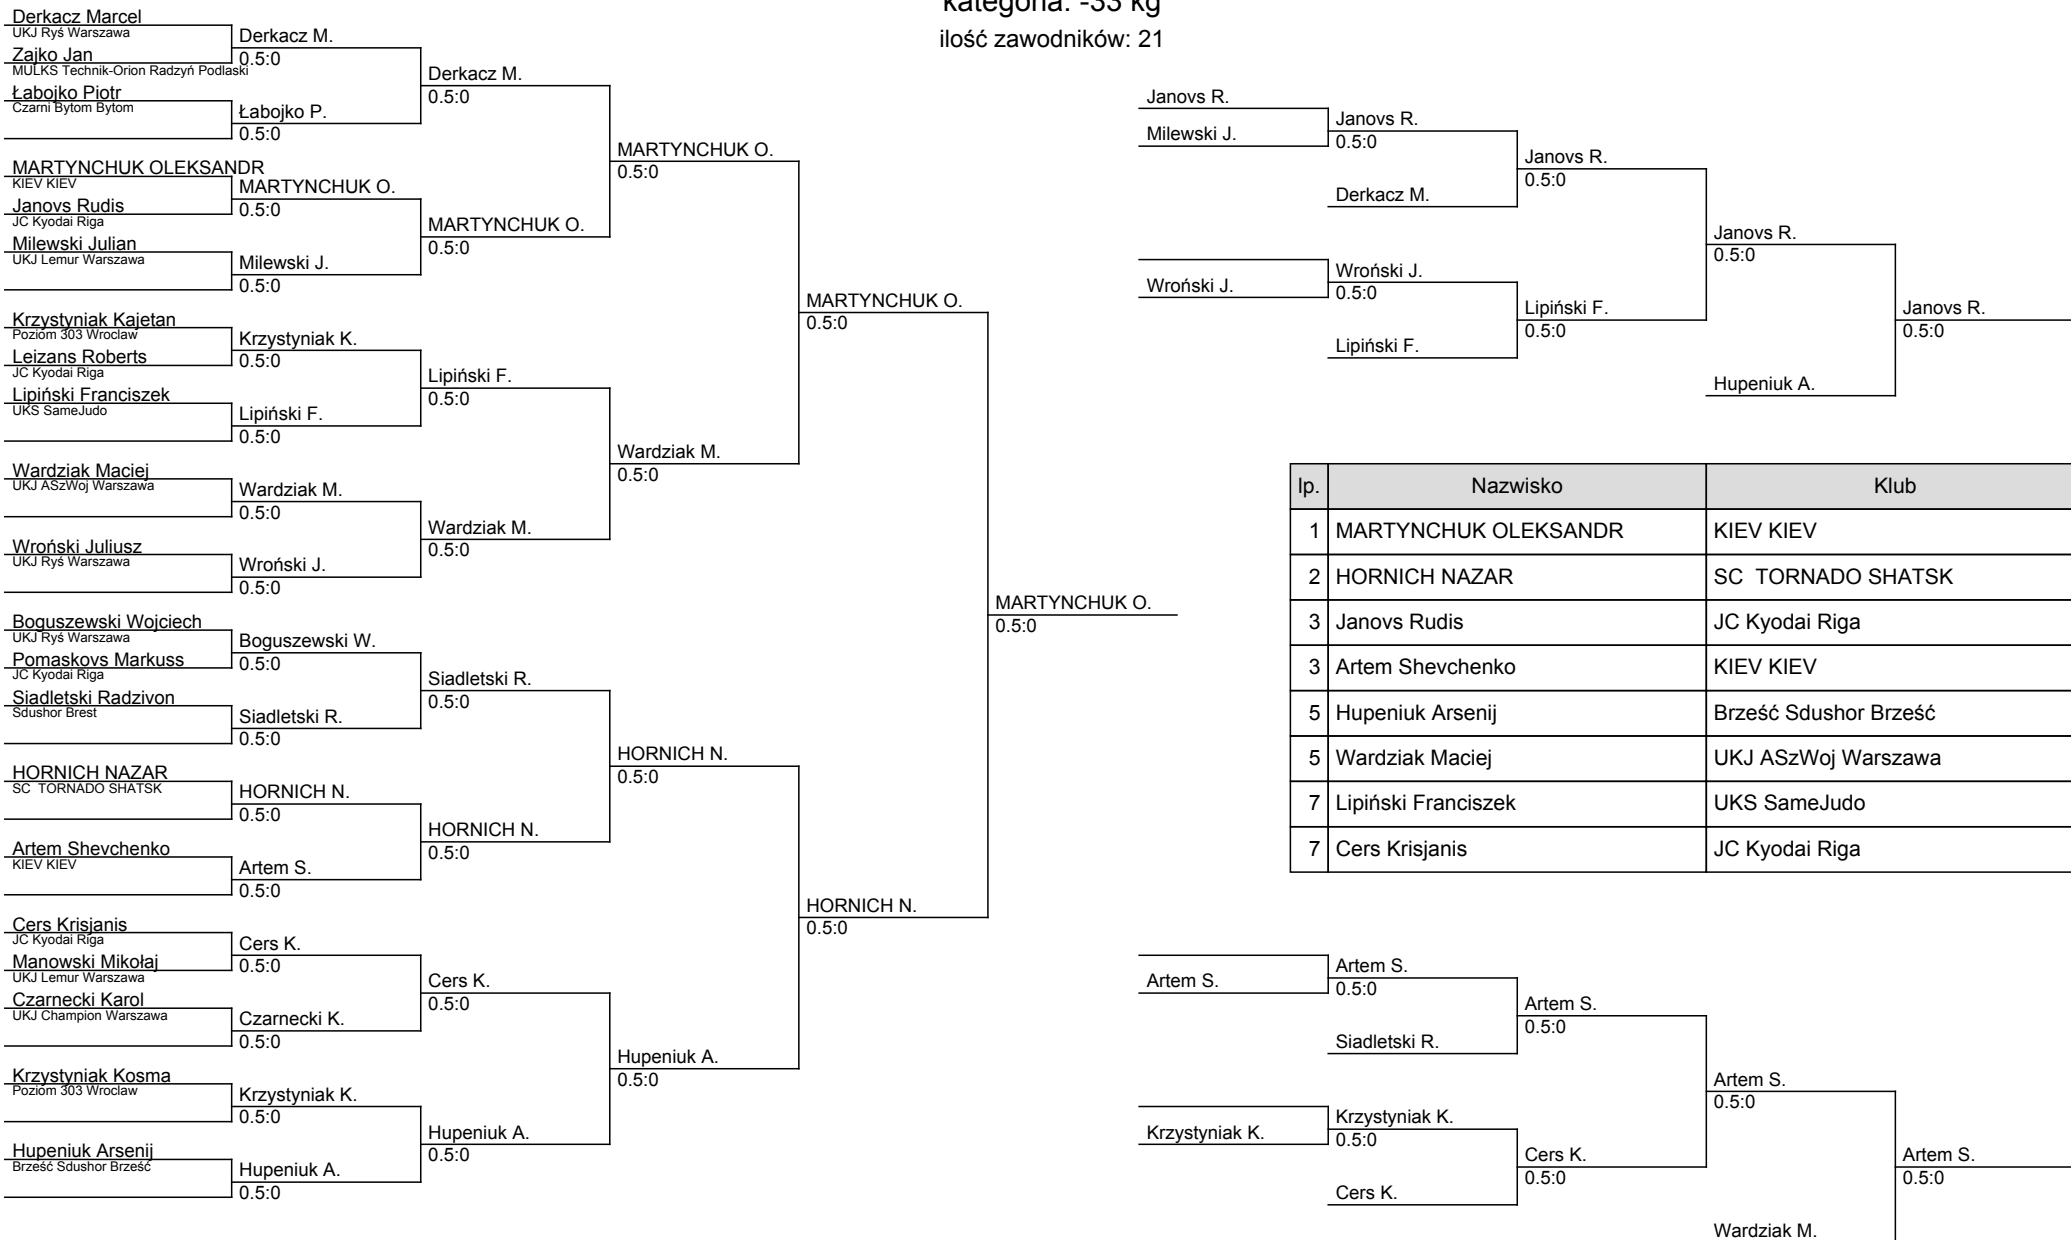 kategoria: -33 kg
ilość zawodników: 21
Derkacz Marcel
UKJ Ryś Warszawa
Zajko Jan
MULKS Technik-Orion Radzyń Podlaski
Łabojko Piotr
Czarni Bytom Bytom
MARTYNCHUK OLEKSANDR
KIEV KIEV
Janovs Rudis
JC Kyodai Riga
Milewski Julian
UKJ Lemur Warszawa
Krzystyniak Kajetan
Poziom 303 Wroclaw
Leizans Roberts
JC Kyodai Riga
Lipiński Franciszek
UKS SameJudo
Wardziak Maciej
UKJ ASzWoj Warszawa
Wroński Juliusz
UKJ Ryś Warszawa
Boguszewski Wojciech
UKJ Ryś Warszawa
Pomaskovs Markuss
JC Kyodai Riga
Siadletski Radzivon
Sdushor Brest
HORNICH NAZAR
SC  TORNADO SHATSK
Artem Shevchenko
KIEV KIEV
Cers Krisjanis
JC Kyodai Riga
Manowski Mikołaj
UKJ Lemur Warszawa
Czarnecki Karol
UKJ Champion Warszawa
Krzystyniak Kosma
Poziom 303 Wroclaw
Hupeniuk Arsenij
Brześć Sdushor Brześć
Derkacz M.
0.5:0
Łabojko P.
0.5:0
MARTYNCHUK O.
0.5:0
Milewski J.
0.5:0
Krzystyniak K.
0.5:0
Lipiński F.
0.5:0
Wardziak M.
0.5:0
Wroński J.
0.5:0
Boguszewski W.
0.5:0
Siadletski R.
0.5:0
HORNICH N.
0.5:0
Artem S.
0.5:0
Cers K.
0.5:0
Czarnecki K.
0.5:0
Krzystyniak K.
0.5:0
Hupeniuk A.
0.5:0
Derkacz M.
0.5:0
MARTYNCHUK O.
0.5:0
Lipiński F.
0.5:0
Wardziak M.
0.5:0
Siadletski R.
0.5:0
HORNICH N.
0.5:0
Cers K.
0.5:0
Hupeniuk A.
0.5:0
MARTYNCHUK O.
0.5:0
Wardziak M.
0.5:0
HORNICH N.
0.5:0
Hupeniuk A.
0.5:0
MARTYNCHUK O.
0.5:0
HORNICH N.
0.5:0
MARTYNCHUK O.
0.5:0
Janovs R.
Milewski J.
Wroński J.
Janovs R.
0.5:0
Derkacz M.
Wroński J.
0.5:0
Lipiński F.
Janovs R.
0.5:0
Lipiński F.
0.5:0
Janovs R.
0.5:0
Hupeniuk A.
Janovs R.
0.5:0
lp. Nazwisko Klub
1 MARTYNCHUK OLEKSANDR KIEV KIEV
2 HORNICH NAZAR SC  TORNADO SHATSK
3 Janovs Rudis JC Kyodai Riga
3 Artem Shevchenko KIEV KIEV
5 Hupeniuk Arsenij Brześć Sdushor Brześć
5 Wardziak Maciej UKJ ASzWoj Warszawa
7 Lipiński Franciszek UKS SameJudo
7 Cers Krisjanis JC Kyodai Riga
Artem S.
Krzystyniak K.
Artem S.
0.5:0
Siadletski R.
Krzystyniak K.
0.5:0
Cers K.
Artem S.
0.5:0
Cers K.
0.5:0
Artem S.
0.5:0
Wardziak M.
Artem S.
0.5:0